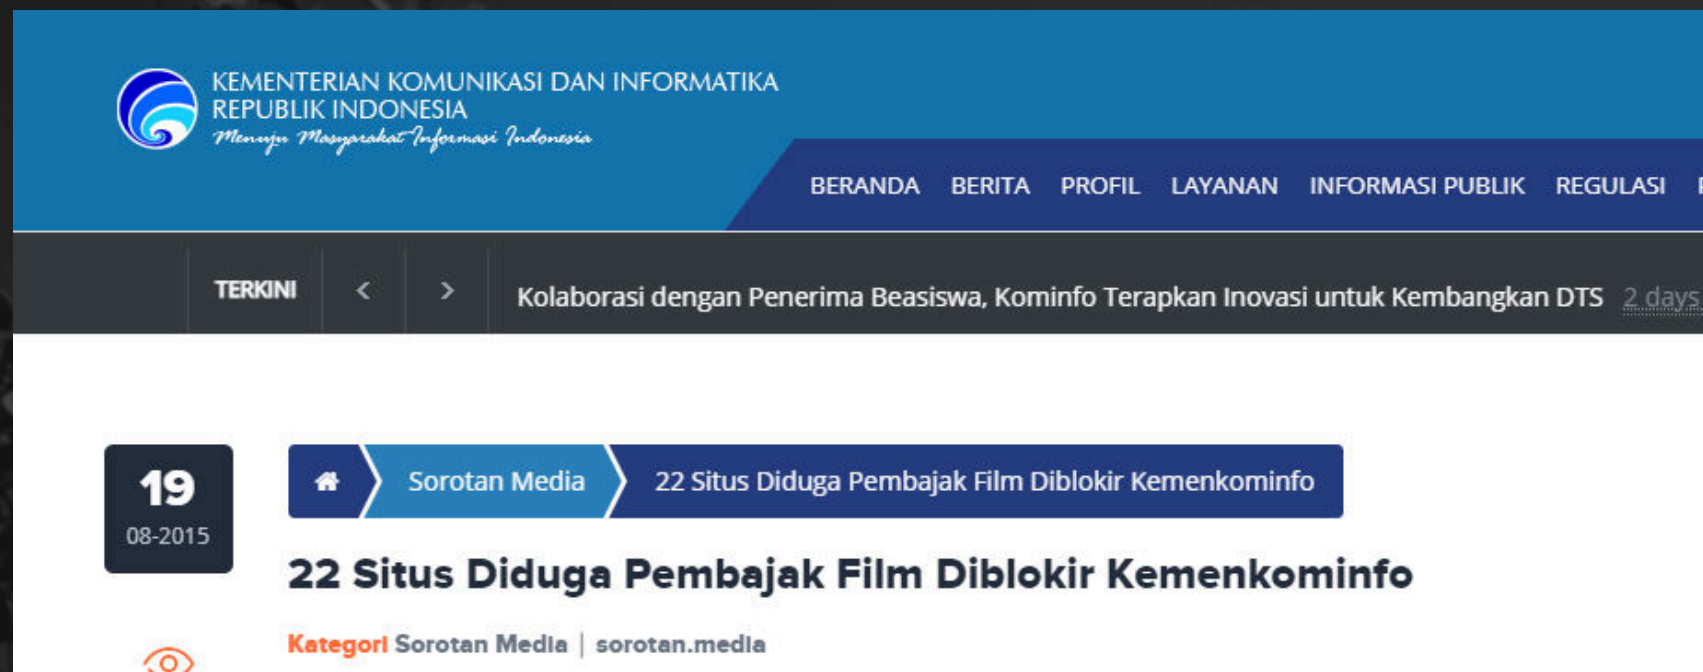 KEMENTERIAN KOMUNIKASI DAN INFORMATIKA
REPUBLIK INDONESIA
Menuju Masyarakat Informasi Indonesia
BERANDA BERITA PROFIL LAYANAN INFORMASI PUBLIK REGULASI
TERKINI < > Kolaborasi dengan Penerima Beasiswa, Kominfo Terapkan Inovasi untuk Kembangkan DTS 2 days
19
08-2015
Sorotan Media 22 Situs Diduga Pembajak Film Diblokir Kemenkominfo
22 Situs Diduga Pembajak Film Diblokir Kemenkominfo
Kategori Sorotan Media | sorotan.media